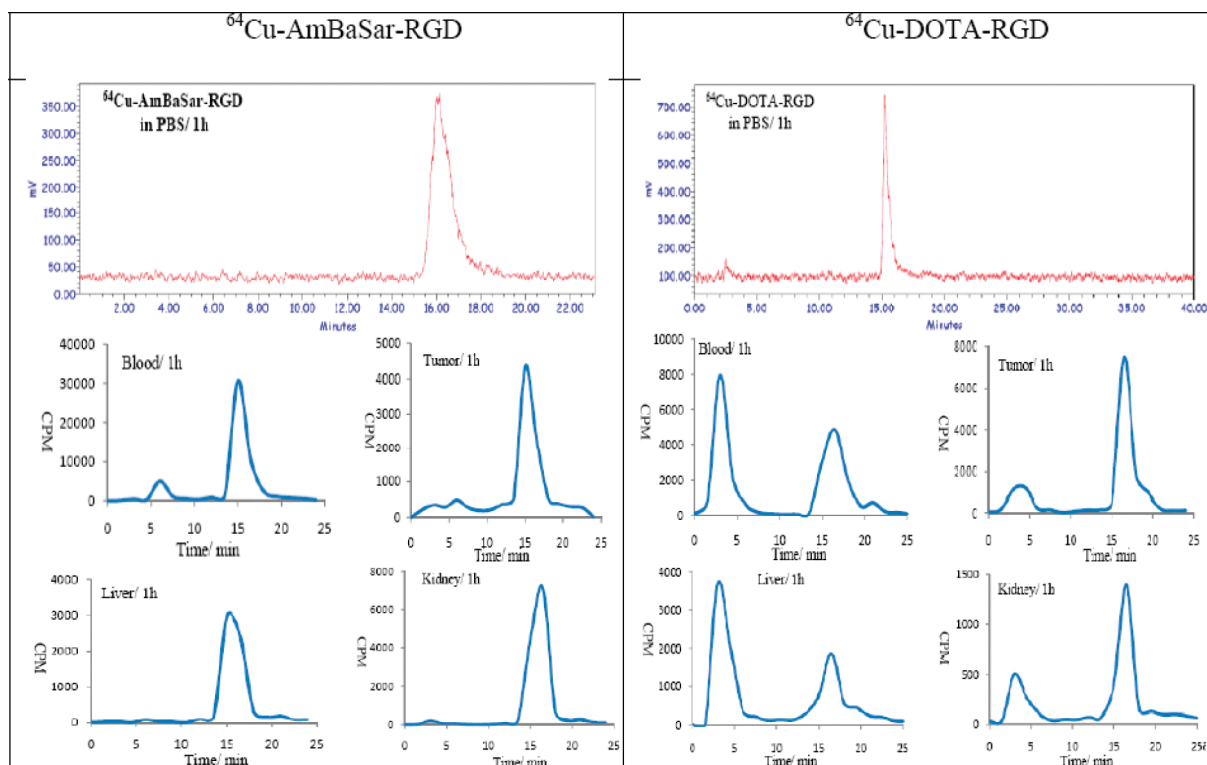 ⁶⁴Cu-AmBaSar-RGD
⁶⁴Cu-DOTA-RGD
⁶⁴Cu-AmBaSar-RGD
in PBS/ 1h
mV
350.00
300.00
250.00
200.00
150.00
100.00
50.00
0.00
2.00 4.00 6.00 8.00 10.00 12.00 14.00 16.00 18.00 20.00 22.00
Minutes
⁶⁴Cu-DOTA-RGD
in PBS/ 1h
mV
700.00
600.00
500.00
400.00
300.00
200.00
100.00
0.00 5.00 10.00 15.00 20.00 25.00 30.00 35.00 40.00
Minutes
Blood/ 1h
CPM
40000
30000
20000
10000
0
0 5 10 15 20 25
Time/ min
Tumor/ 1h
CPM
5000
4000
3000
2000
1000
0
0 5 10 15 20 25
Time/ min
Blood/ 1h
CPM
10000
8000
6000
4000
2000
0
0 5 10 15 20 25
Time/ min
Tumor/ 1h
CPM
8000
6000
4000
2000
0
0 5 10 15 20 25
Time/ min
Liver/ 1h
CPM
4000
3000
2000
1000
0
0 5 10 15 20 25
Time/ min
Kidney/ 1h
CPM
8000
6000
4000
2000
0
0 5 10 15 20 25
Time/ min
Liver/ 1h
CPM
4000
3000
2000
1000
0
0 5 10 15 20 25
Time/ min
Kidney/ 1h
CPM
1500
1000
500
0
0 5 10 15 20 258
Time/ min